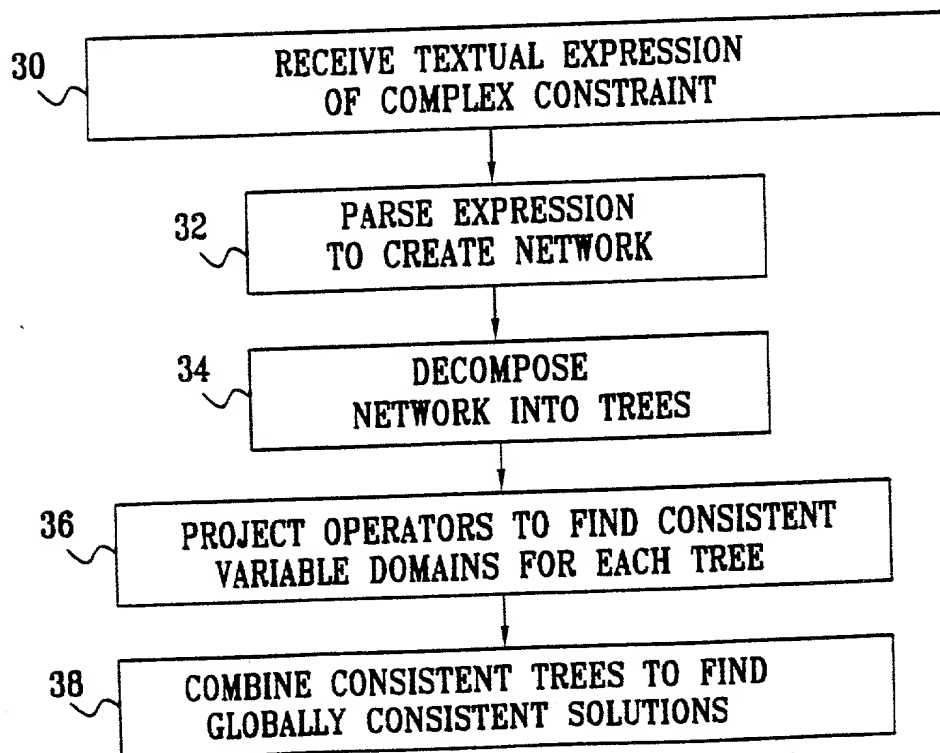 30
RECEIVE TEXTUAL EXPRESSION
OF COMPLEX CONSTRAINT
32
PARSE EXPRESSION
TO CREATE NETWORK
34
DECOMPOSE
NETWORK INTO TREES
36
PROJECT OPERATORS TO FIND CONSISTENT
VARIABLE DOMAINS FOR EACH TREE
38
COMBINE CONSISTENT TREES TO FIND
GLOBALLY CONSISTENT SOLUTIONS